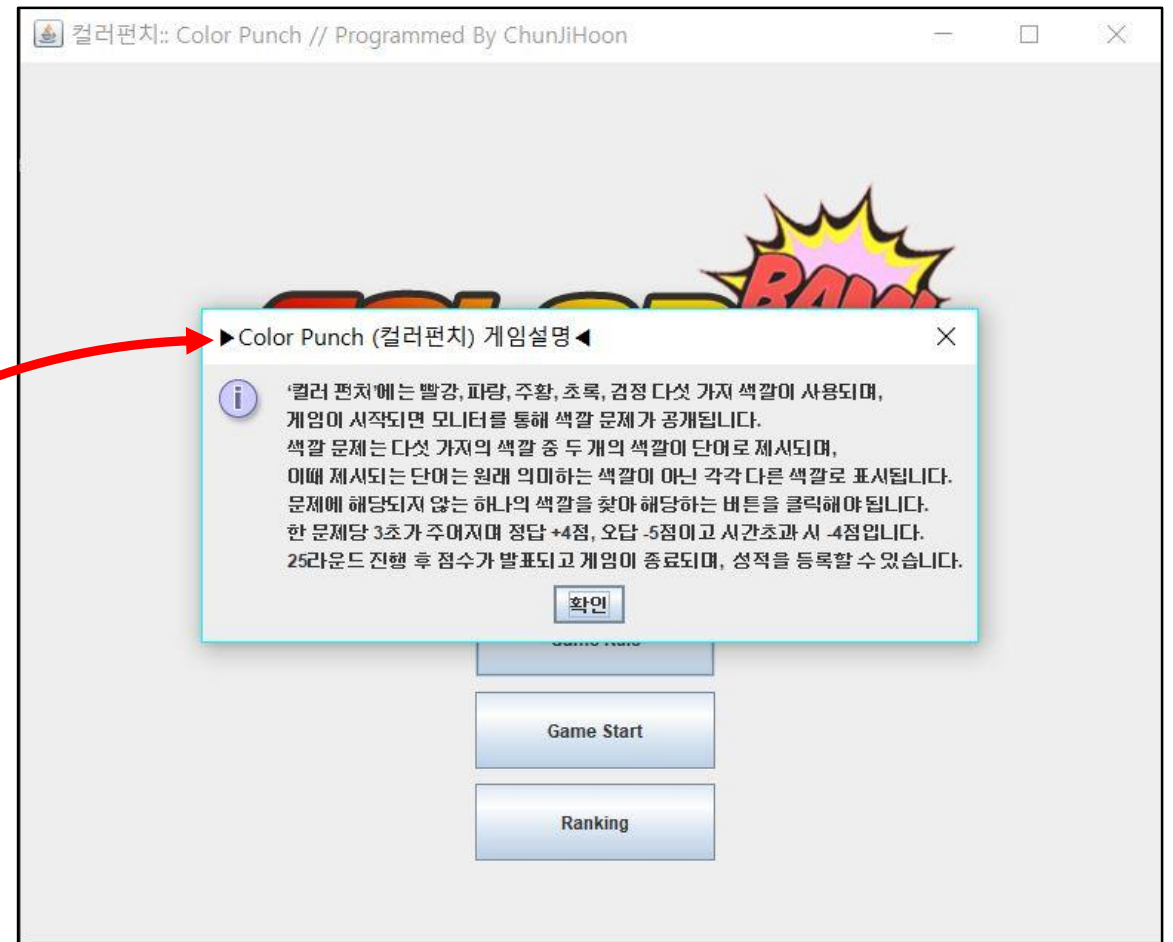 컬러펀치:: Color Punch // Programmed By ChunJiHoon
BAM!
▶Color Punch (컬러펀치) 게임설명◀
‘컬러 펀치’에는 빨강, 파랑, 주황, 초록, 검정 다섯 가지 색깔이 사용되며,
게임이 시작되면 모니터를 통해 색깔 문제가 공개됩니다.
색깔 문제는 다섯 가지의 색깔 중 두 개의 색깔이 단어로 제시되며,
이때 제시되는 단어는 원래 의미하는 색깔이 아닌 각각 다른 색깔로 표시됩니다.
문제에 해당되지 않는 하나의 색깔을 찾아 해당하는 버튼을 클릭해야 됩니다.
한 문제당 3초가 주어지며 정답 +4점, 오답 -5점이고 시간초과 시 -4점입니다.
25라운드 진행 후 점수가 발표되고 게임이 종료되며, 성적을 등록할 수 있습니다.
확인
Game Rule
Game Start
Ranking